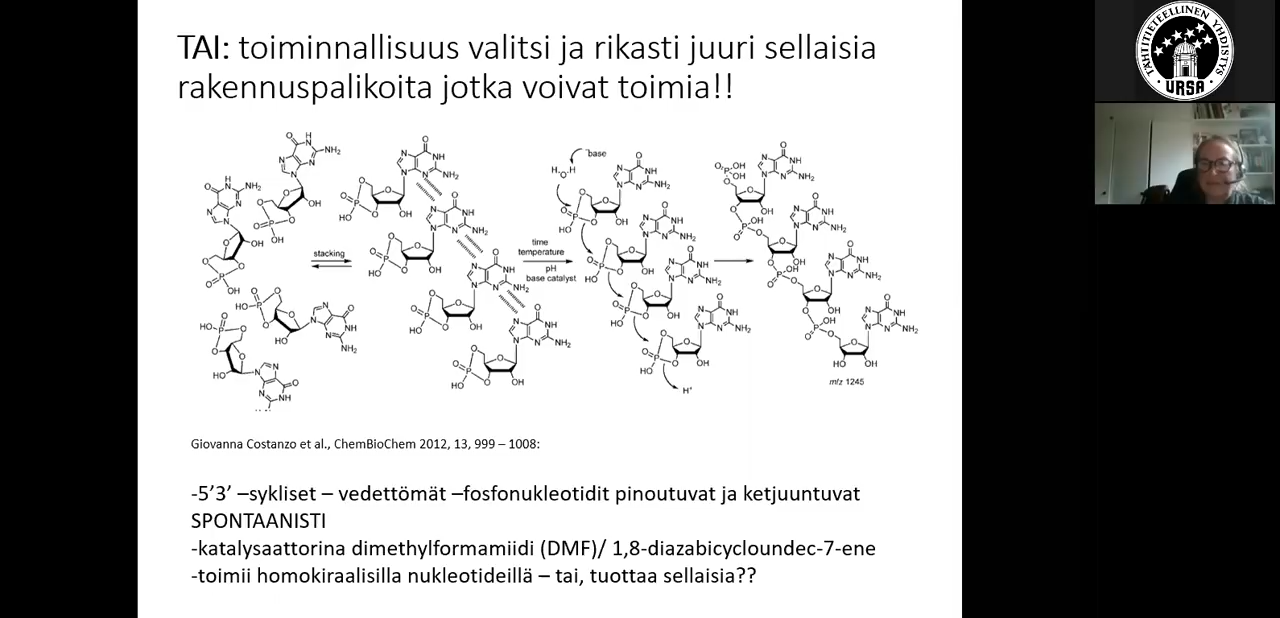 TAI: toiminnallisuus valitsi ja rikasti juuri sellaisia
rakennuspalikoita jotka voivat toimia!!
TÄHTITIETEELLINEN YHDISTYS
URSA
stacking
time
temperature
pH
base catalyst
-base
m/z 1245
Giovanna Costanzo et al., ChemBioChem 2012, 13, 999 – 1008:
-5’3’ –sykliset – vedettömät –fosfonukleotidit pinoutuvat ja ketjuuntuvat
SPONTAANISTI
-katalysaattorina dimethylformamiidi (DMF)/ 1,8-diazabicycloundec-7-ene
-toimii homokiraalisilla nukleotideillä – tai, tuottaa sellaisia??